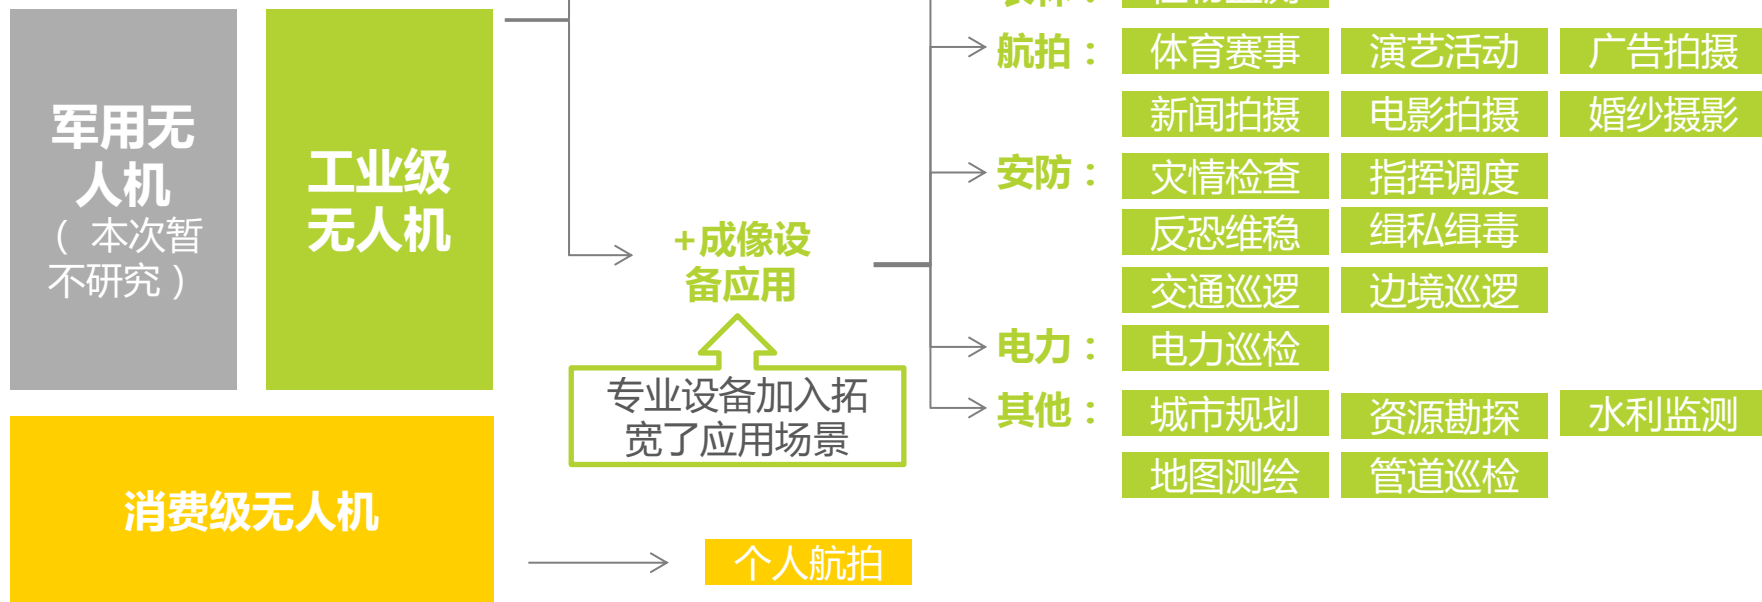 航拍： 体育赛事 演艺活动 广告拍摄
新闻拍摄 电影拍摄 婚纱摄影
安防： 灾情检查 指挥调度
反恐维稳 缉私缉毒
交通巡逻 边境巡逻
电力： 电力巡检
其他： 城市规划 资源勘探 水利监测
地图测绘 管道巡检
军用无
人机
（ 本次暂
不研究）
工业级
无人机
+成像设
备应用
专业设备加入拓
宽了应用场景
消费级无人机
个人航拍